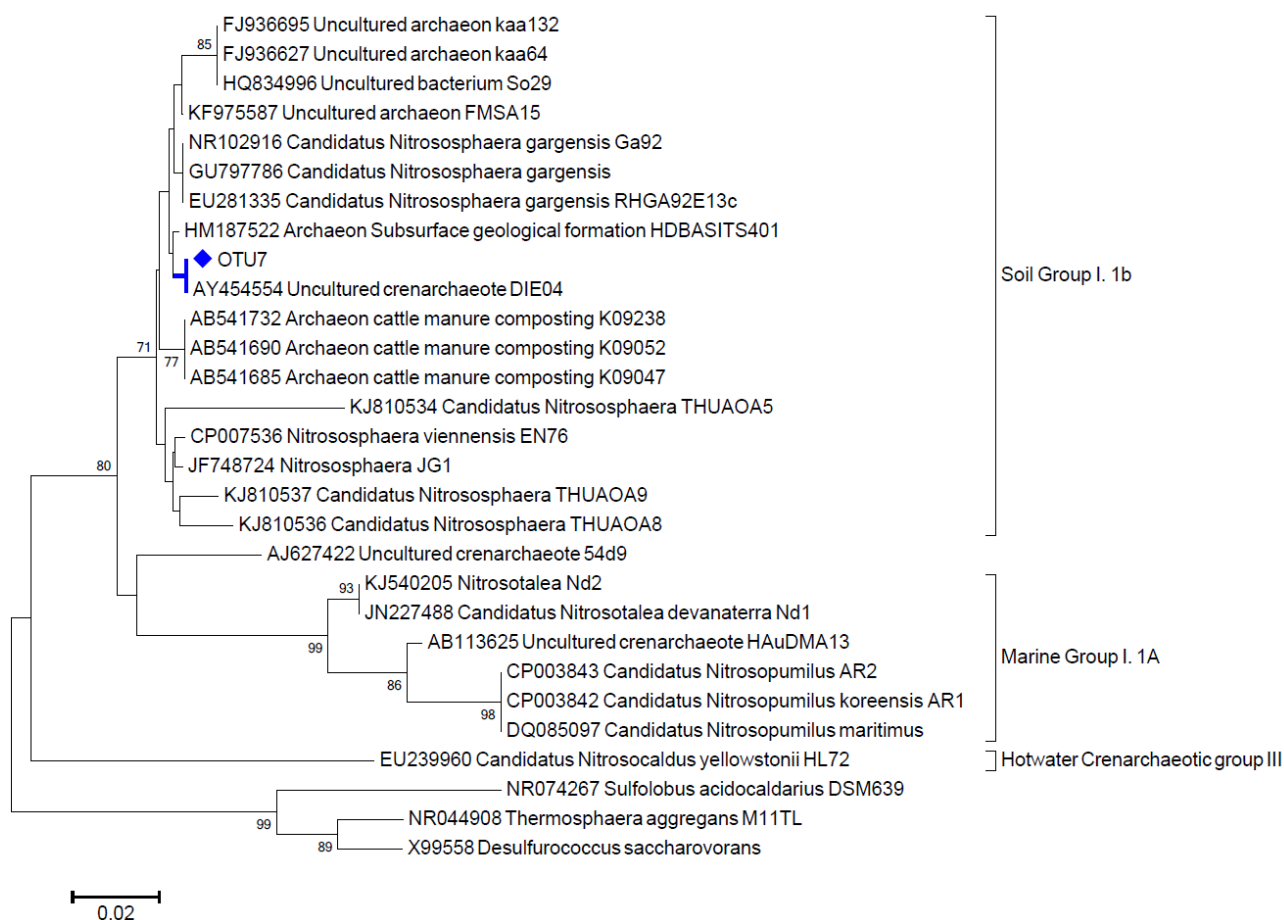 FJ936695 Uncultured archaeon kaa132
85
FJ936627 Uncultured archaeon kaa64
HQ834996 Uncultured bacterium So29
KF975587 Uncultured archaeon FMSA15
NR102916 Candidatus Nitrososphaera gargensis Ga92
GU797786 Candidatus Nitrososphaera gargensis
EU281335 Candidatus Nitrososphaera gargensis RHGA92E13c
HM187522 Archaeon Subsurface geological formation HDBASITS401
OTU7
Soil Group I. 1b
AY454554 Uncultured crenarchaeote DIE04
AB541732 Archaeon cattle manure composting K09238
71
AB541690 Archaeon cattle manure composting K09052
77
AB541685 Archaeon cattle manure composting K09047
KJ810534 Candidatus Nitrososphaera THUAOA5
CP007536 Nitrososphaera viennensis EN76
JF748724 Nitrososphaera JG1
80
KJ810537 Candidatus Nitrososphaera THUAOA9
KJ810536 Candidatus Nitrososphaera THUAOA8
AJ627422 Uncultured crenarchaeote 54d9
93
KJ540205 Nitrosotalea Nd2
JN227488 Candidatus Nitrosotalea devanaterra Nd1
99
AB113625 Uncultured crenarchaeote HAuDMA13
Marine Group I. 1A
CP003843 Candidatus Nitrosopumilus AR2
86
CP003842 Candidatus Nitrosopumilus koreensis AR1
98
DQ085097 Candidatus Nitrosopumilus maritimus
EU239960 Candidatus Nitrosocaldus yellowstonii HL72
Hotwater Crenarchaeotic group III
NR074267 Sulfolobus acidocaldarius DSM639
99
NR044908 Thermosphaera aggregans M11TL
89
X99558 Desulfurococcus saccharovorans
0.02